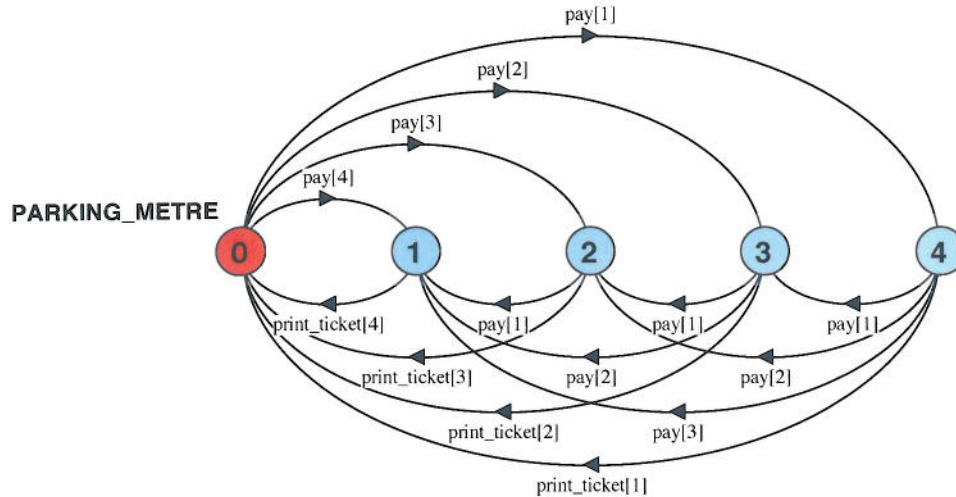 pay[1]
pay[2]
pay[3]
pay[4]
PARKING_METRE
0 1 2 3 4
print_ticket[4] pay[1] pay[1] pay[1]
print_ticket[3] pay[2] pay[2]
print_ticket[2] pay[3]
print_ticket[1]